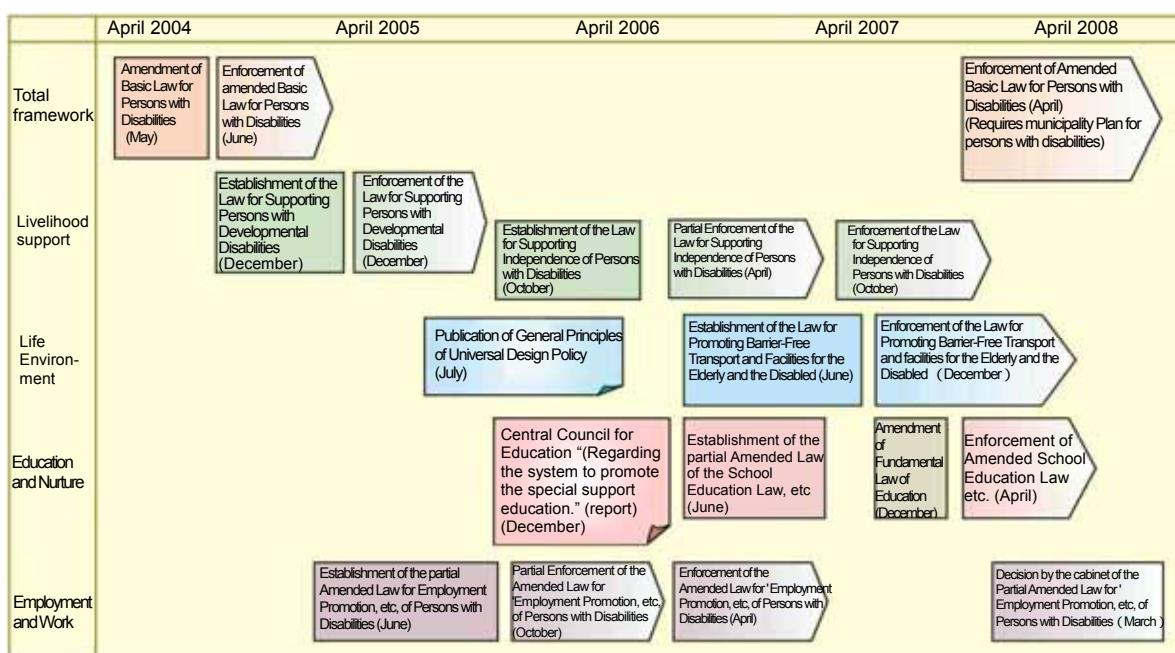 April 2004 April 2005 April 2006 April 2007 April 2008
Total
framework
Amendment of
Basic Law for
Persons with
Disabilities
(May)
Enforcement of
amended Basic
Law for Persons
with Disabilities
(June)
Enforcement of Amended
Basic Law for Persons with
Disabilities (April)
(Requires municipality Plan for
persons with disabilities)
Livelihood
support
Establishment of the
Law for Supporting
Persons with
Developmental
Disabilities
(December)
Enforcement of the
Law for Supporting
Persons with
Developmental
Disabilities
(December)
Establishment of the Law
for Supporting
Independence of Persons
with Disabilities
(October)
Partial Enforcement of the
Law for Supporting
Independence of Persons
with Disabilities (April)
Enforcement of the Law
for Supporting
Independence of
Persons with Disabilities
(October)
Life
Environ-
ment
Publication of General Principles
of Universal Design Policy
(July)
Establishment of the Law for
Promoting Barrier-Free
Transport and Facilities for the
Elderly and the Disabled (June)
Enforcement of the Law for
Promoting Barrier-Free Transport
and facilities for the Elderly and the
Disabled ( December )
Education
and Nurture
Central Council for
Education “(Regarding
the system to promote
the special support
education.” (report)
(December)
Establishment of the
partial Amended Law
of the School
Education Law, etc
(June)
Amendment
of
Fundamental
Law of
Education
(December)
Enforcement of
Amended School
Education Law
etc. (April)
Employment
and Work
Establishment of the partial
Amended Law for Employment
Promotion, etc, of Persons with
Disabilities (June)
Partial Enforcement of the
Amended Law for
'Employment Promotion, etc,
of Persons with Disabilities
(October)
Enforcement of the
Amended Law for ' Employment
Promotion, etc, of Persons with
Disabilities (April)
Decision by the cabinet of the
Partial Amended Law for '
Employment Promotion, etc, of
Persons with Disabilities ( March )